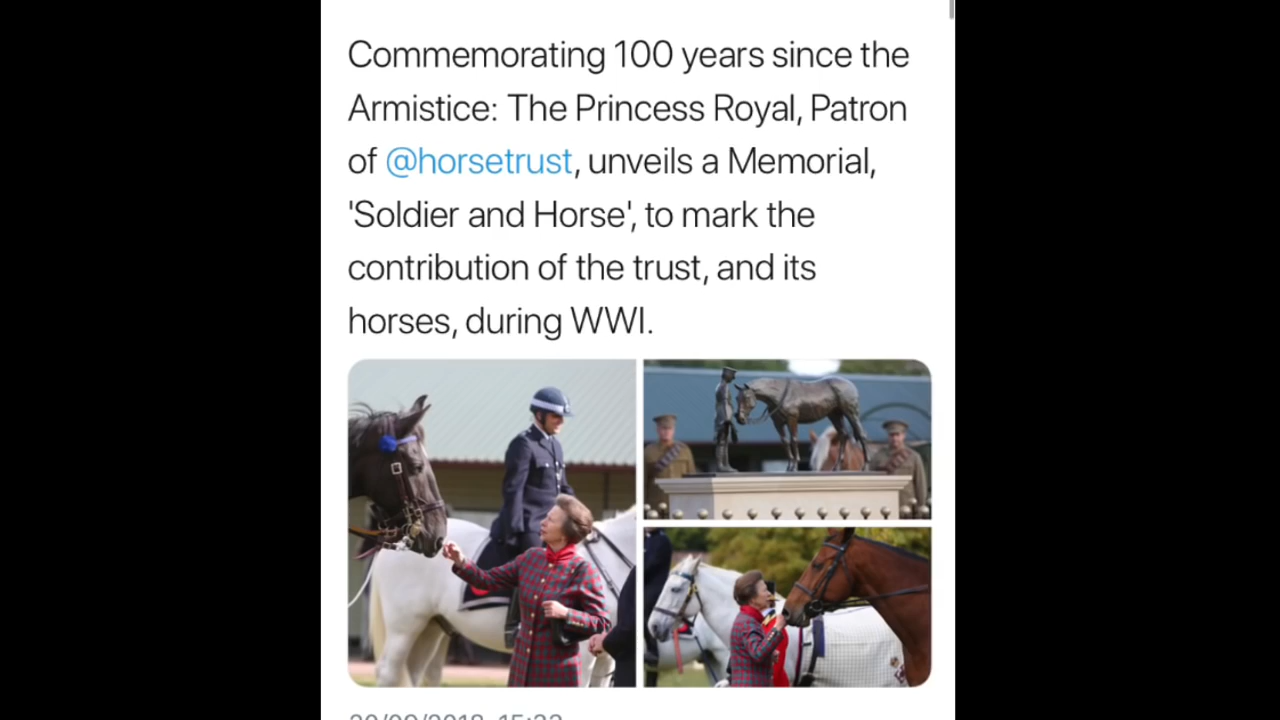 Commemorating 100 years since the
Armistice: The Princess Royal, Patron
of @horsetrust, unveils a Memorial,
'Soldier and Horse', to mark the
contribution of the trust, and its
horses, during WWI.